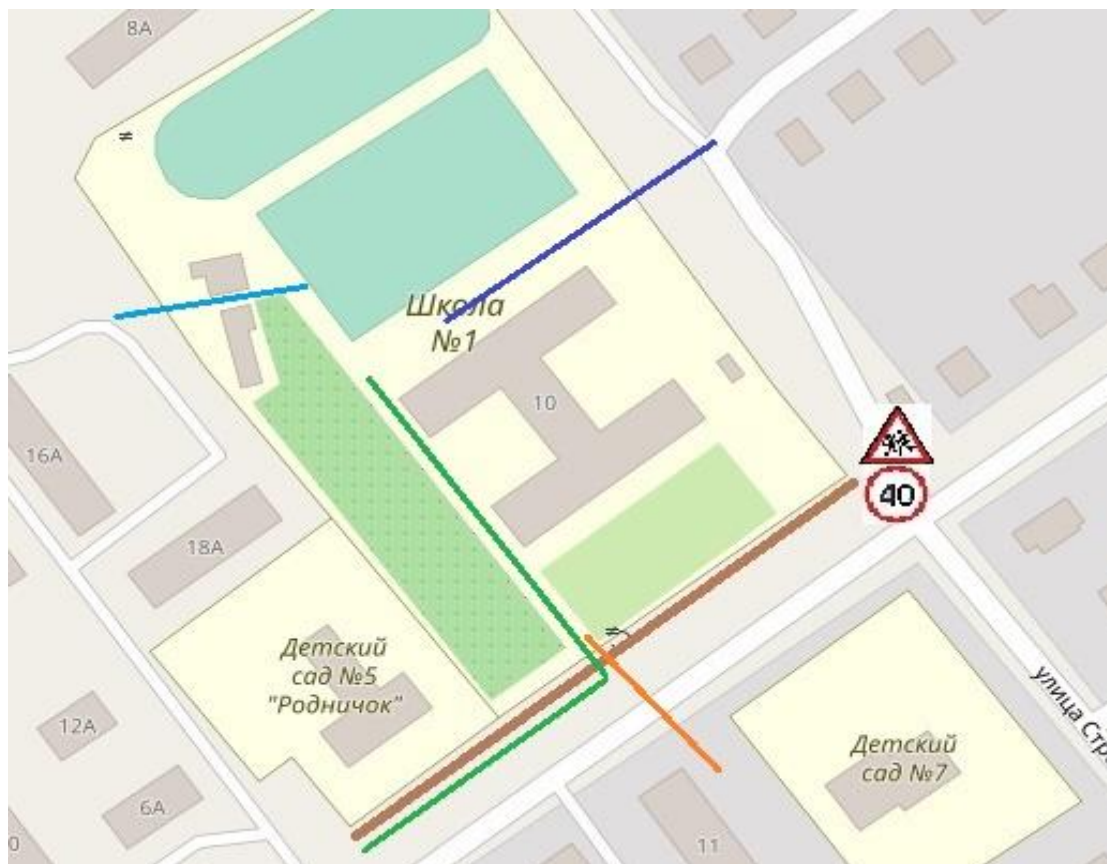 8А
Школа
№1
10
16А
18А
40
Детский
сад №5
"Родничок"
12А
6А
0
11
Детский
сад №7
улица Стр